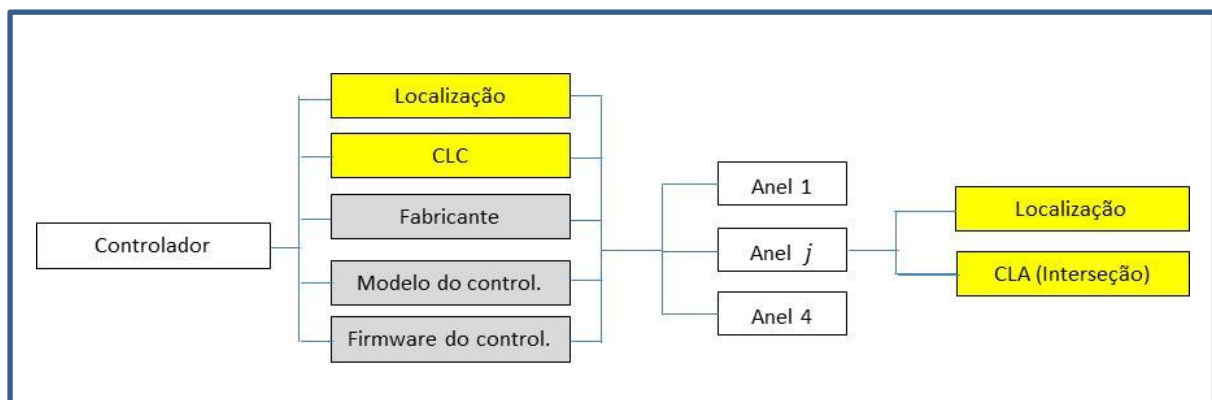 Controlador
Localização
CLC
Fabricante
Modelo do control.
Firmware do control.
Anel 1
Anel j
Anel 4
Localização
CLA (Interseção)